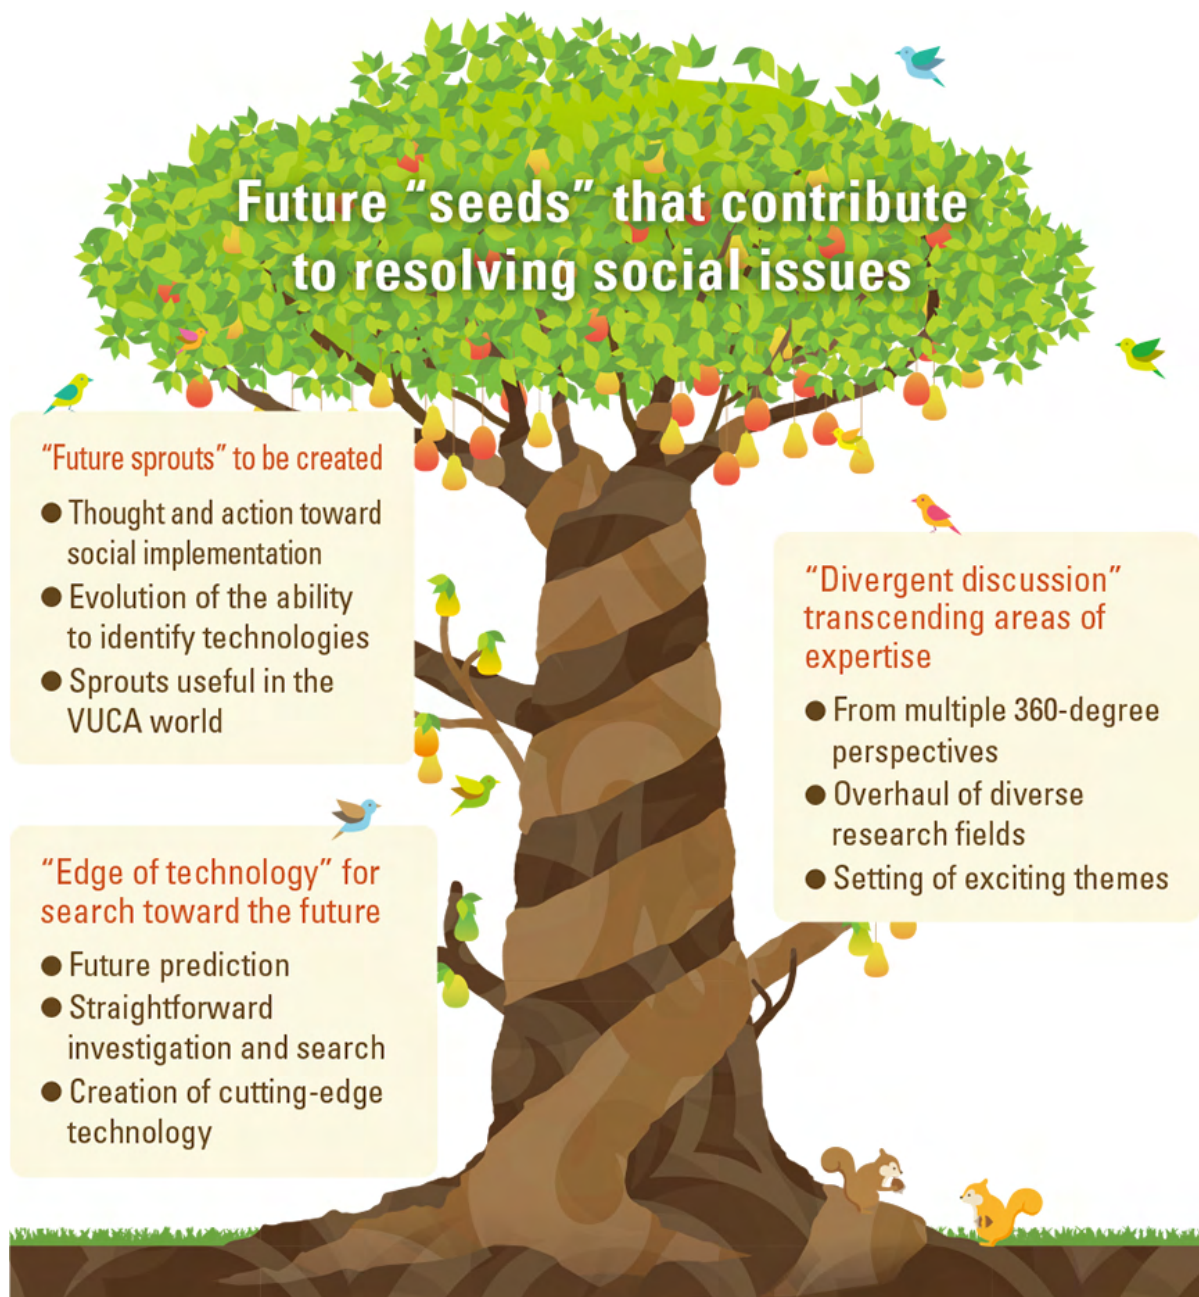 Future “seeds” that contribute
to resolving social issues
“Future sprouts” to be created
● Thought and action toward
social implementation
● Evolution of the ability
to identify technologies
● Sprouts useful in the
VUCA world
“Divergent discussion”
transcending areas of
expertise
● From multiple 360-degree
perspectives
● Overhaul of diverse
research fields
● Setting of exciting themes
“Edge of technology” for
search toward the future
● Future prediction
● Straightforward
investigation and search
● Creation of cutting-edge
technology